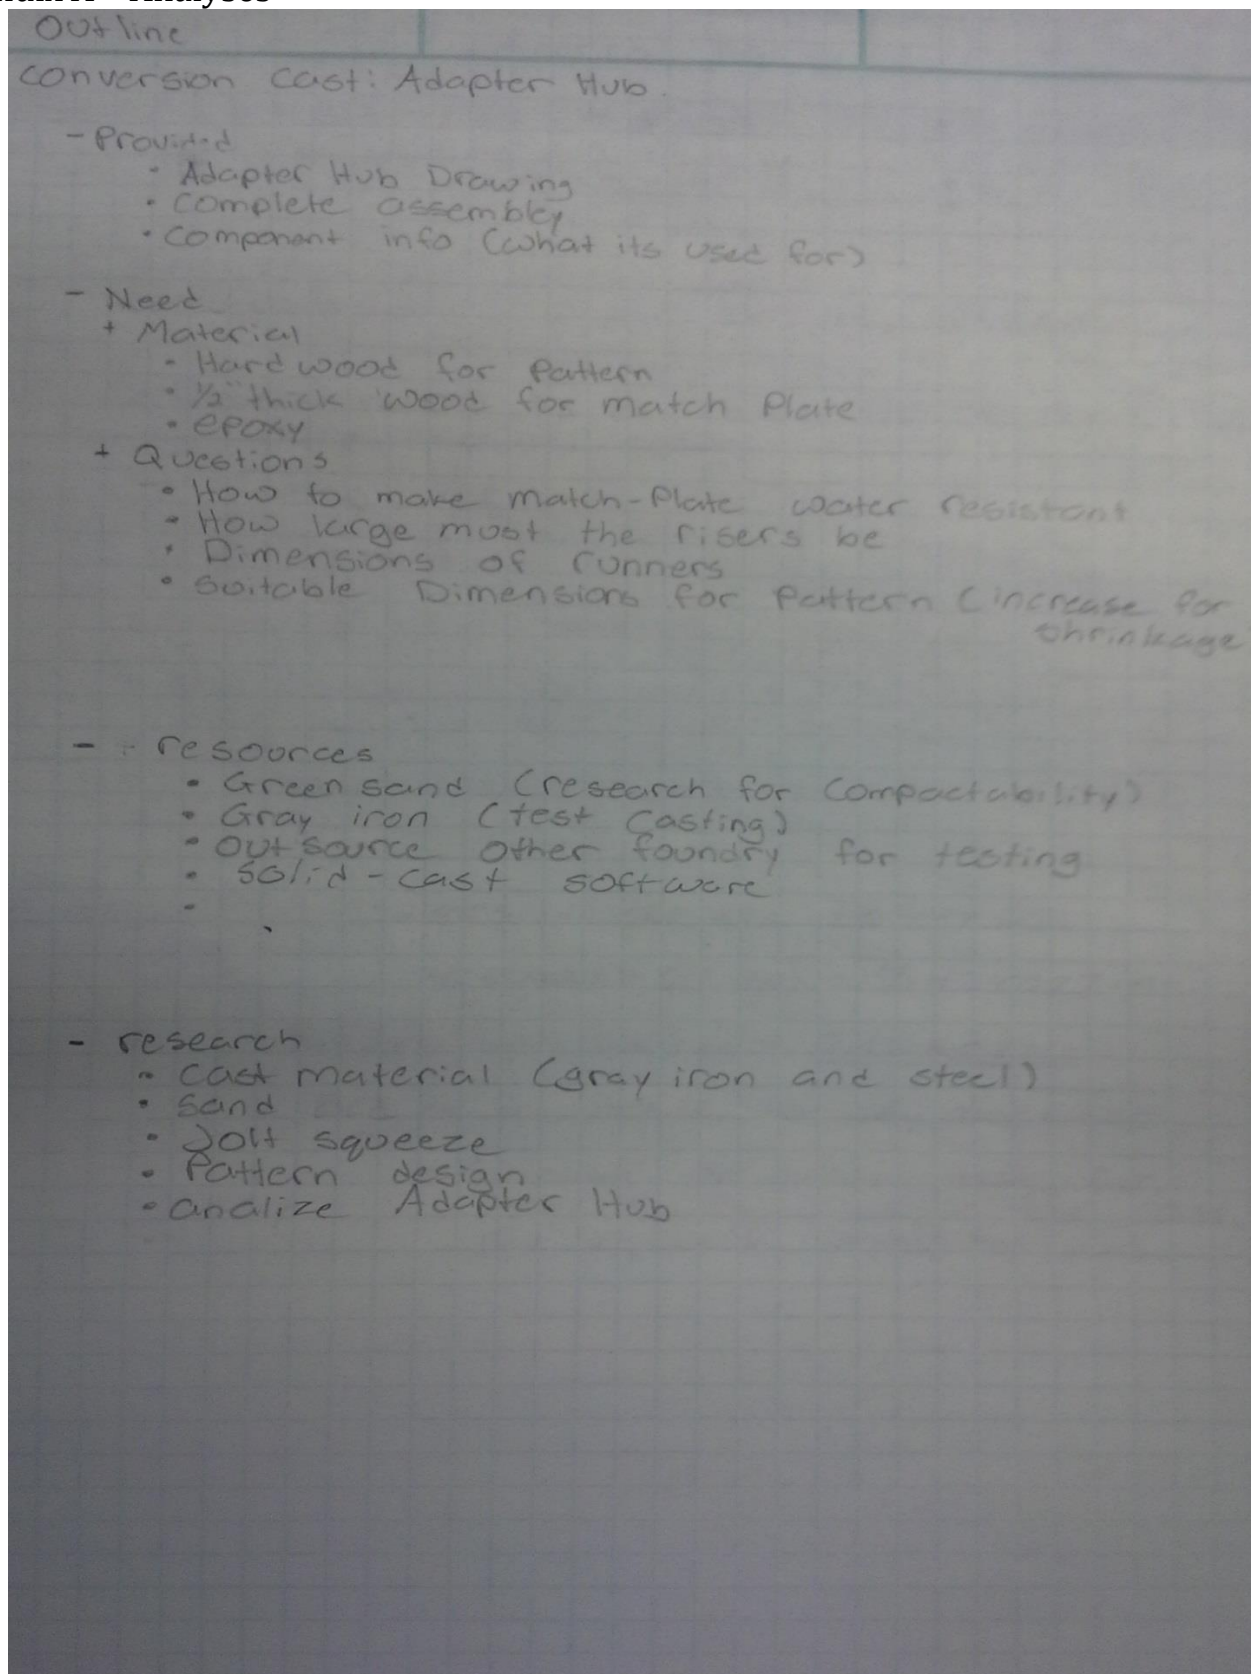 Outline
conversion cast: Adapter Hub.
- Provided
• Adapter Hub Drawing
• complete assembley
• component info (what its used for)
- Need
+ Material
• Hard wood for Pattern
• 1/2" thick wood for match Plate
• epoxy
+ Questions
• How to make match-Plate water resistant
• How large must the risers be
• Dimensions of runners
• Suitable Dimensions for Pattern (increase for
shrinkage
- resources
• Green sand (research for compactability)
• Gray iron (test casting)
• outsource other foundry for testing
• Solid-cast software
•
- research
• cast material (gray iron and steel)
• sand
• Jolt squeeze
• Pattern design
• analize Adapter Hub